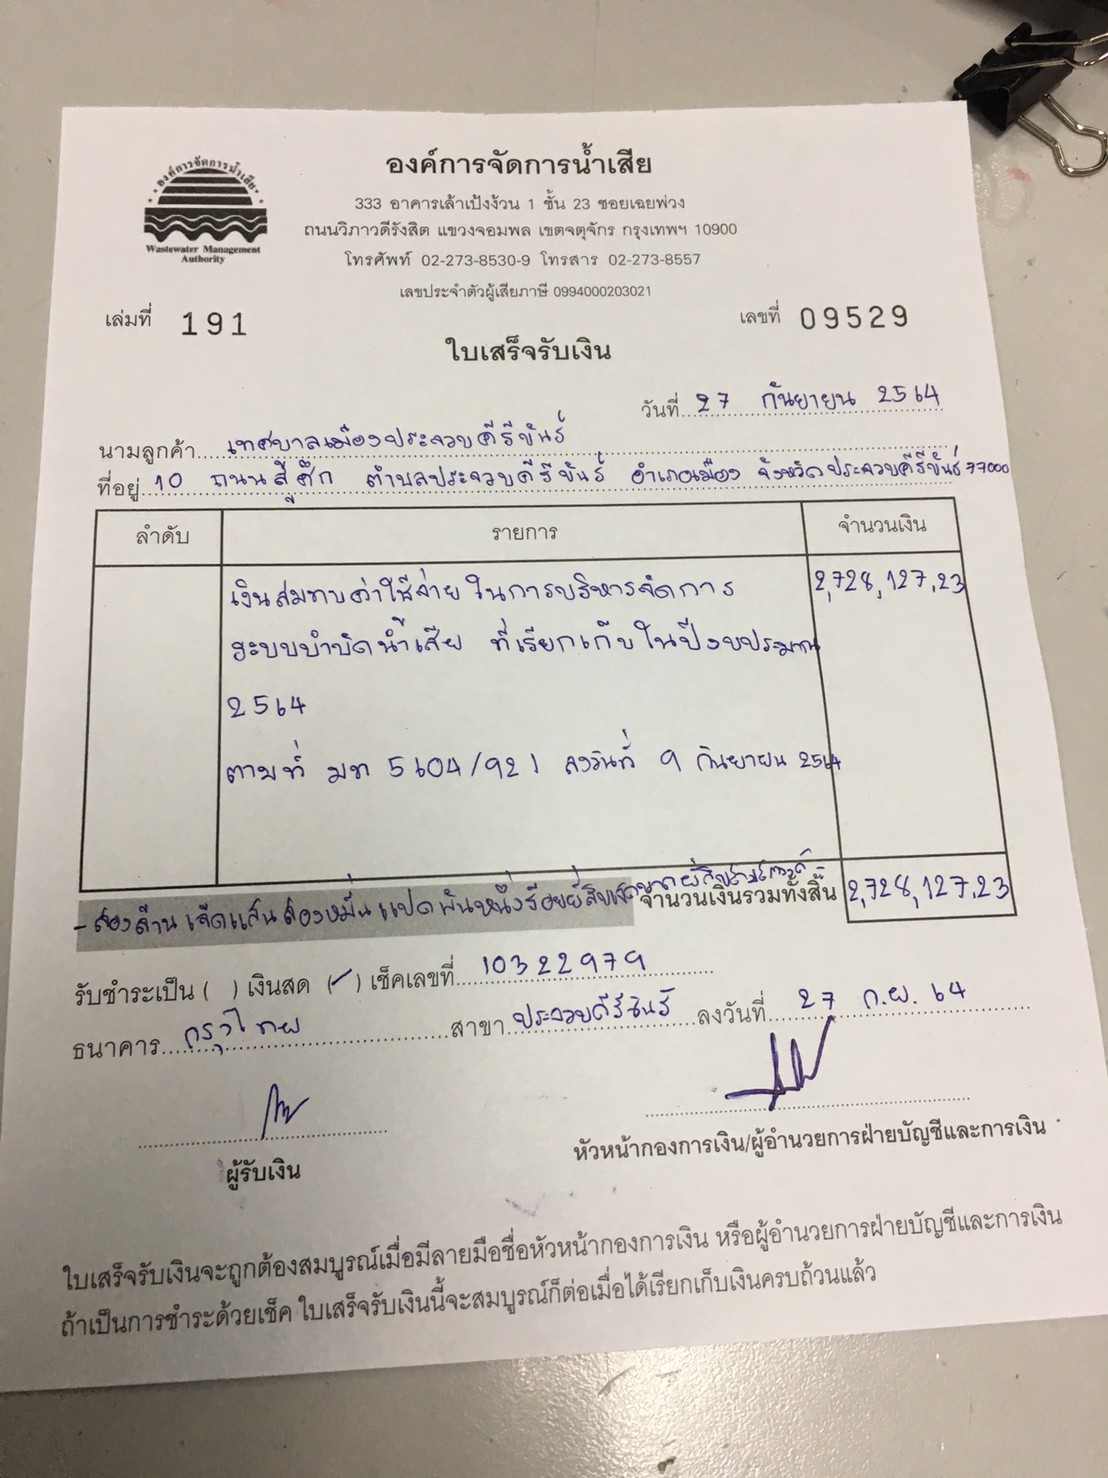 องค์การจัดการน้ำเสีย
องค์การจัดการน้ำเสีย
333 อาคารเล้าเป้งง้วน 1 ชั้น 23 ซอยเฉยพ่วง
ถนนวิภาวดีรังสิต แขวงจอมพล เขตจตุจักร กรุงเทพฯ 10900
Wastewater Management
Authority
โทรศัพท์ 02-273-8530-9 โทรสาร 02-273-8557
เลขประจำตัวผู้เสียภาษี 0994000203021
เล่มที่ 191 เลขที่ 09529
ใบเสร็จรับเงิน
วันที่ 27 กันยายน 2564
นามลูกค้า เทศบาลเมืองประจวบคีรีขันธ์
ที่อยู่ 10 ถนนสู้ศึก ตำบลประจวบคีรีขันธ์ อำเภอเมือง จังหวัดประจวบคีรีขันธ์ 77000
ลำดับ รายการ จำนวนเงิน
เงินสมทบค่าใช้จ่ายในการบริหารจัดการ 2,728,127.23
ระบบบำบัดน้ำเสีย ที่เรียกเก็บในปีงบประมาณ
2564
ตามที่ มท 5604/921 ลงวันที่ 9 กันยายน 2564
-สองล้านเจ็ดแสนสองหมื่นแปดพันหนึ่งร้อยยี่สิบเจ็ดบาทยี่สิบสามสตางค์- จำนวนเงินรวมทั้งสิ้น 2,728,127.23
รับชำระเป็น ( ) เงินสด (✓) เช็คเลขที่ 10322979
ธนาคาร กรุงไทย สาขา ประจวบคีรีขันธ์ ลงวันที่ 27 ก.ย. 64
ผู้รับเงิน หัวหน้ากองการเงิน/ผู้อำนวยการฝ่ายบัญชีและการเงิน
ใบเสร็จรับเงินจะถูกต้องสมบูรณ์เมื่อมีลายมือชื่อหัวหน้ากองการเงิน หรือผู้อำนวยการฝ่ายบัญชีและการเงิน
ถ้าเป็นการชำระด้วยเช็ค ใบเสร็จรับเงินนี้จะสมบูรณ์ก็ต่อเมื่อได้เรียกเก็บเงินครบถ้วนแล้ว